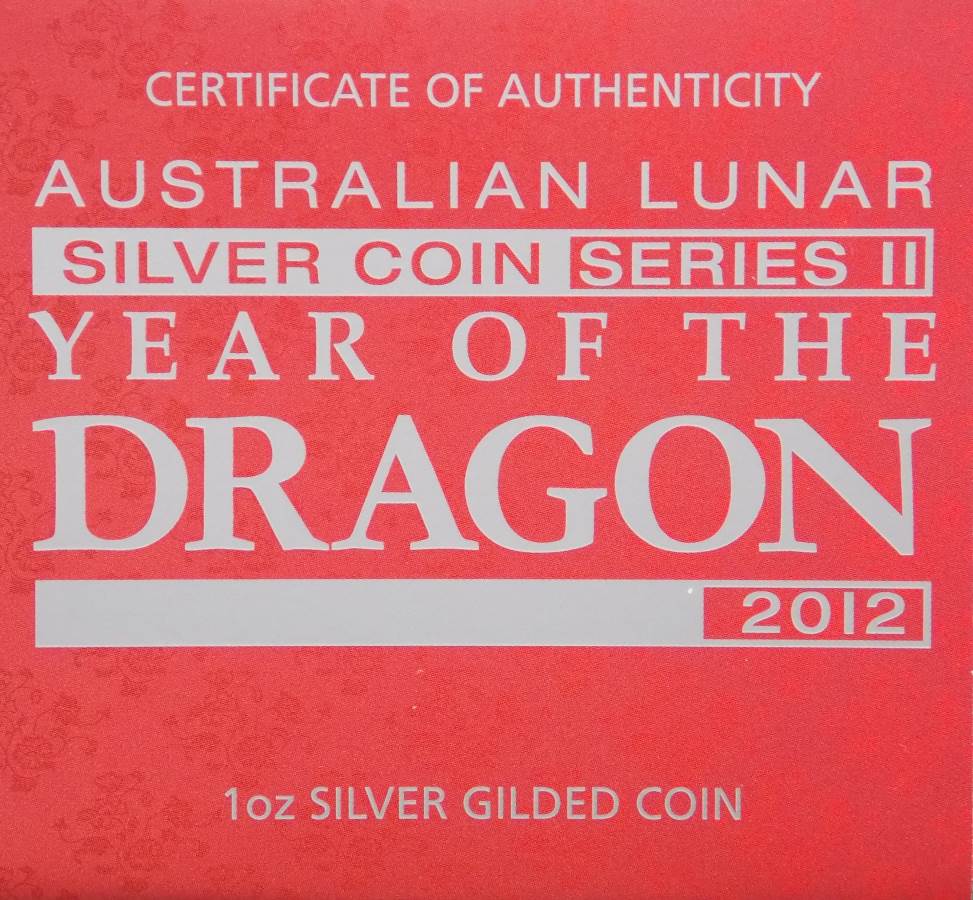 CERTIFICATE OF AUTHENTICITY
AUSTRALIAN LUNAR
SILVER COIN SERIES II
YEAR OF THE
DRAGON
2012
1oz SILVER GILDED COIN